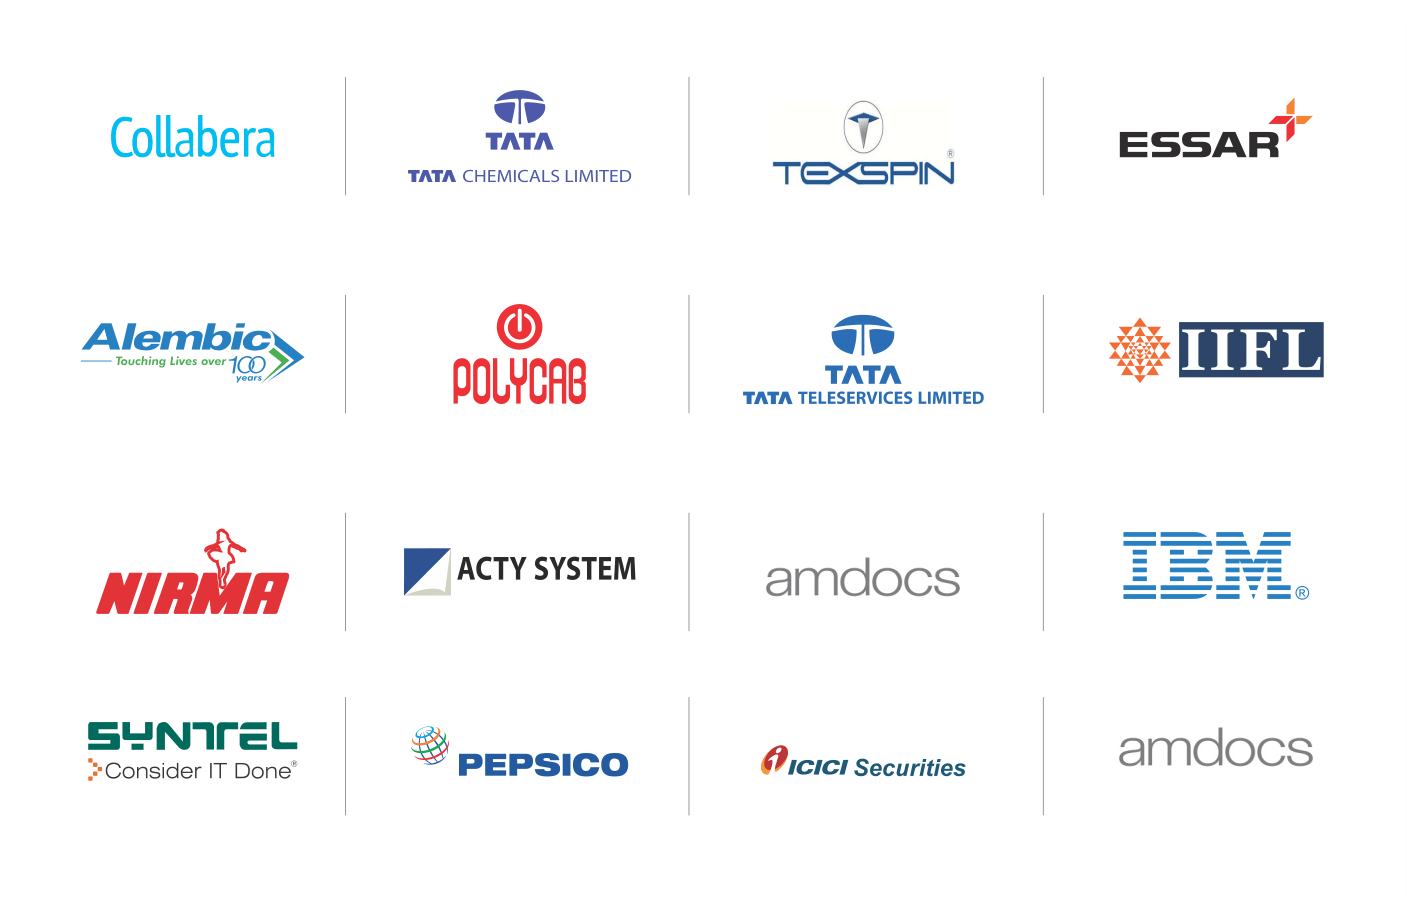 Collabera
TATA
TATA CHEMICALS LIMITED
TEXSPIN®
ESSAR
Alembic
Touching Lives over 100
years
POLYCAB
TATA
TATA TELESERVICES LIMITED
IIFL
NIRMA
ACTY SYSTEM
amdocs
IBM®
SYNTEL
Consider IT Done®
PEPSICO
i ICICI Securities
amdocs